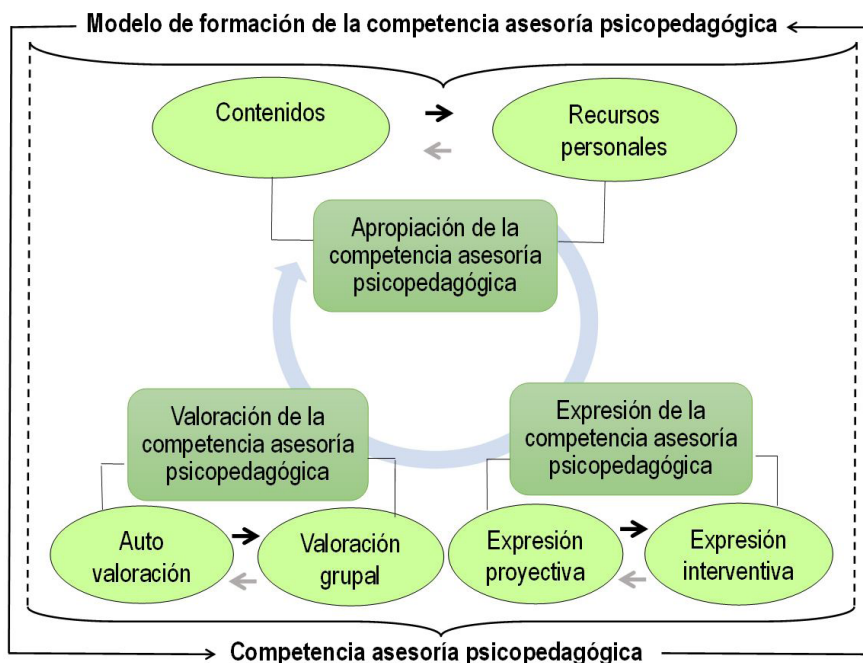 Modelo de formación de la competencia asesoría psicopedagógica
Contenidos
Recursos
personales
Apropiación de la
competencia asesoría
psicopedagógica
Valoración de la
competencia asesoría
psicopedagógica
Expresión de la
competencia asesoría
psicopedagógica
Auto
valoración
Valoración
grupal
Expresión
proyectiva
Expresión
interventiva
Competencia asesoría psicopedagógica